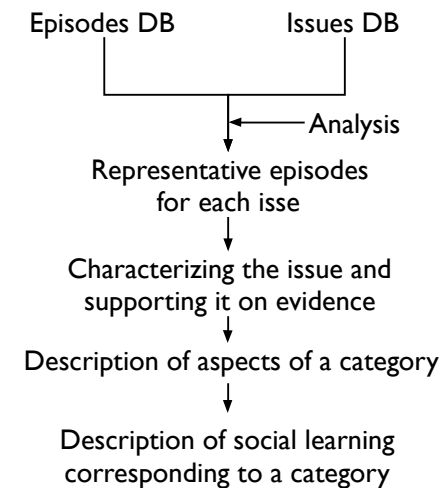 Episodes DB Issues DB
Analysis
Representative episodes
for each isse
Characterizing the issue and
supporting it on evidence
Description of aspects of a category
Description of social learning
corresponding to a category